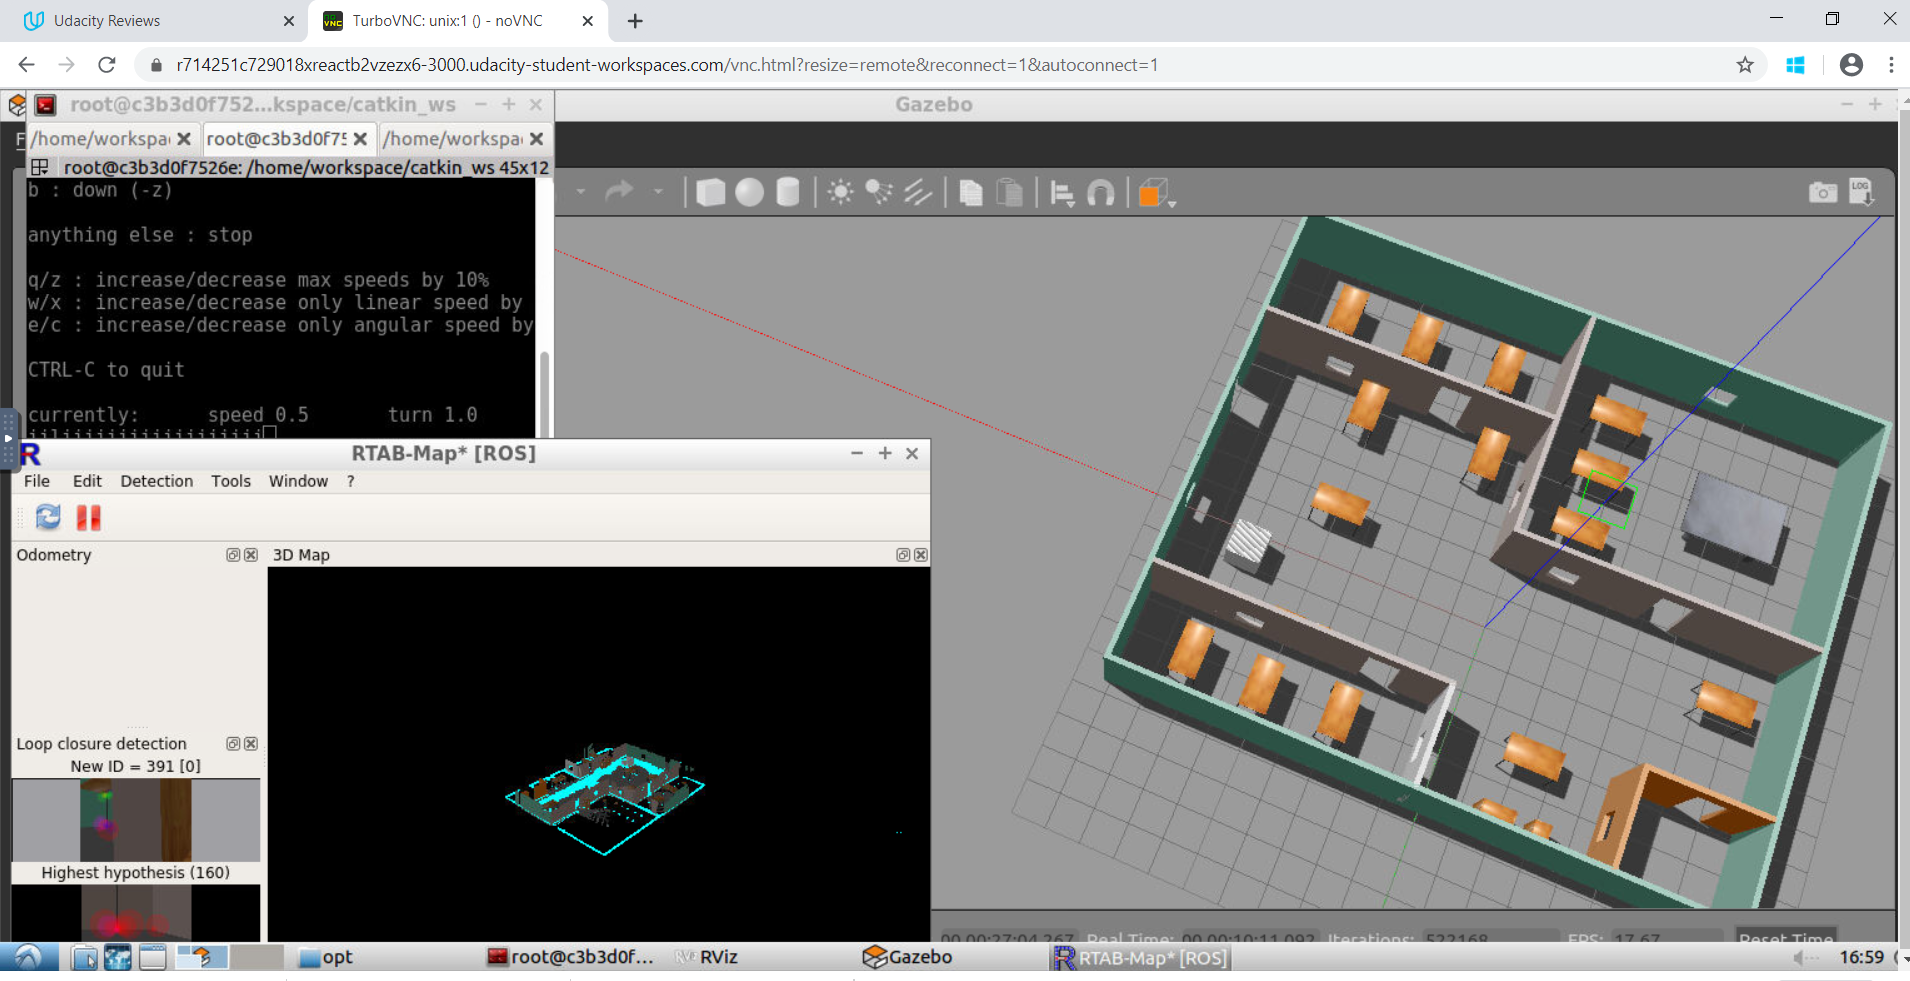 Udacity Reviews
TurboVNC: unix:1 () - noVNC
r714251c729018xreactb2vzezx6-3000.udacity-student-workspaces.com/vnc.html?resize=remote&reconnect=1&autoconnect=1
root@c3b3d0f752...kspace/catkin_ws
Gazebo
/home/workspa
root@c3b3d0f75
/home/workspa
root@c3b3d0f7526e: /home/workspace/catkin_ws 45x12
b : down (-z)
anything else : stop
q/z : increase/decrease max speeds by 10%
w/x : increase/decrease only linear speed by
e/c : increase/decrease only angular speed by
CTRL-C to quit
currently: speed 0.5 turn 1.0
LOG
RTAB-Map* [ROS]
File Edit Detection Tools Window ?
Odometry
3D Map
Loop closure detection
New ID = 391 [0]
Highest hypothesis (160)
00 00:27:04.267 Real Time: 00 00:10:11.092 Iterations: 522168 FPS: 17.67 Reset Time
opt
root@c3b3d0f...
RViz
Gazebo
RTAB-Map* [ROS]
16:59